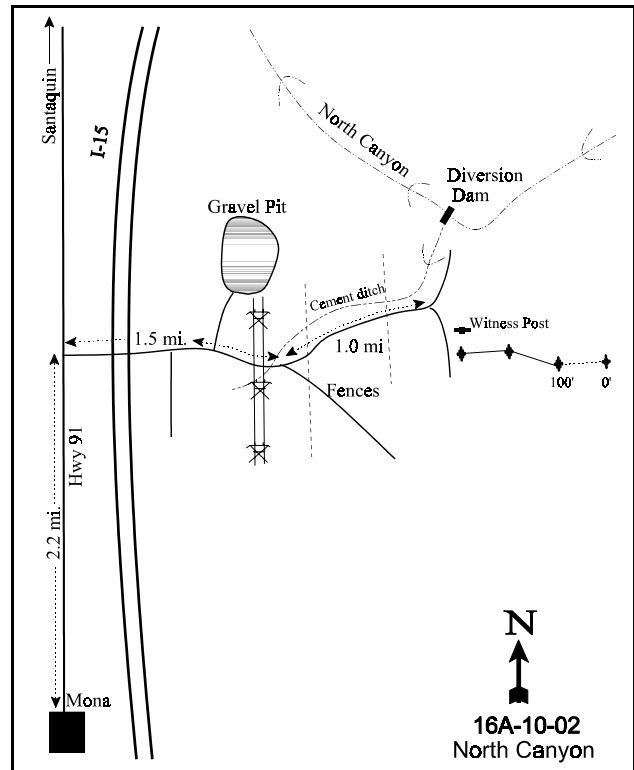 Santaquin
I-15
North Canyon
Diversion
Dam
Gravel Pit
Cement ditch
1.5 mi.
1.0 mi
Witness Post
100'
0'
Fences
Hwy 91
2.2 mi.
Mona
N
16A-10-02
North Canyon